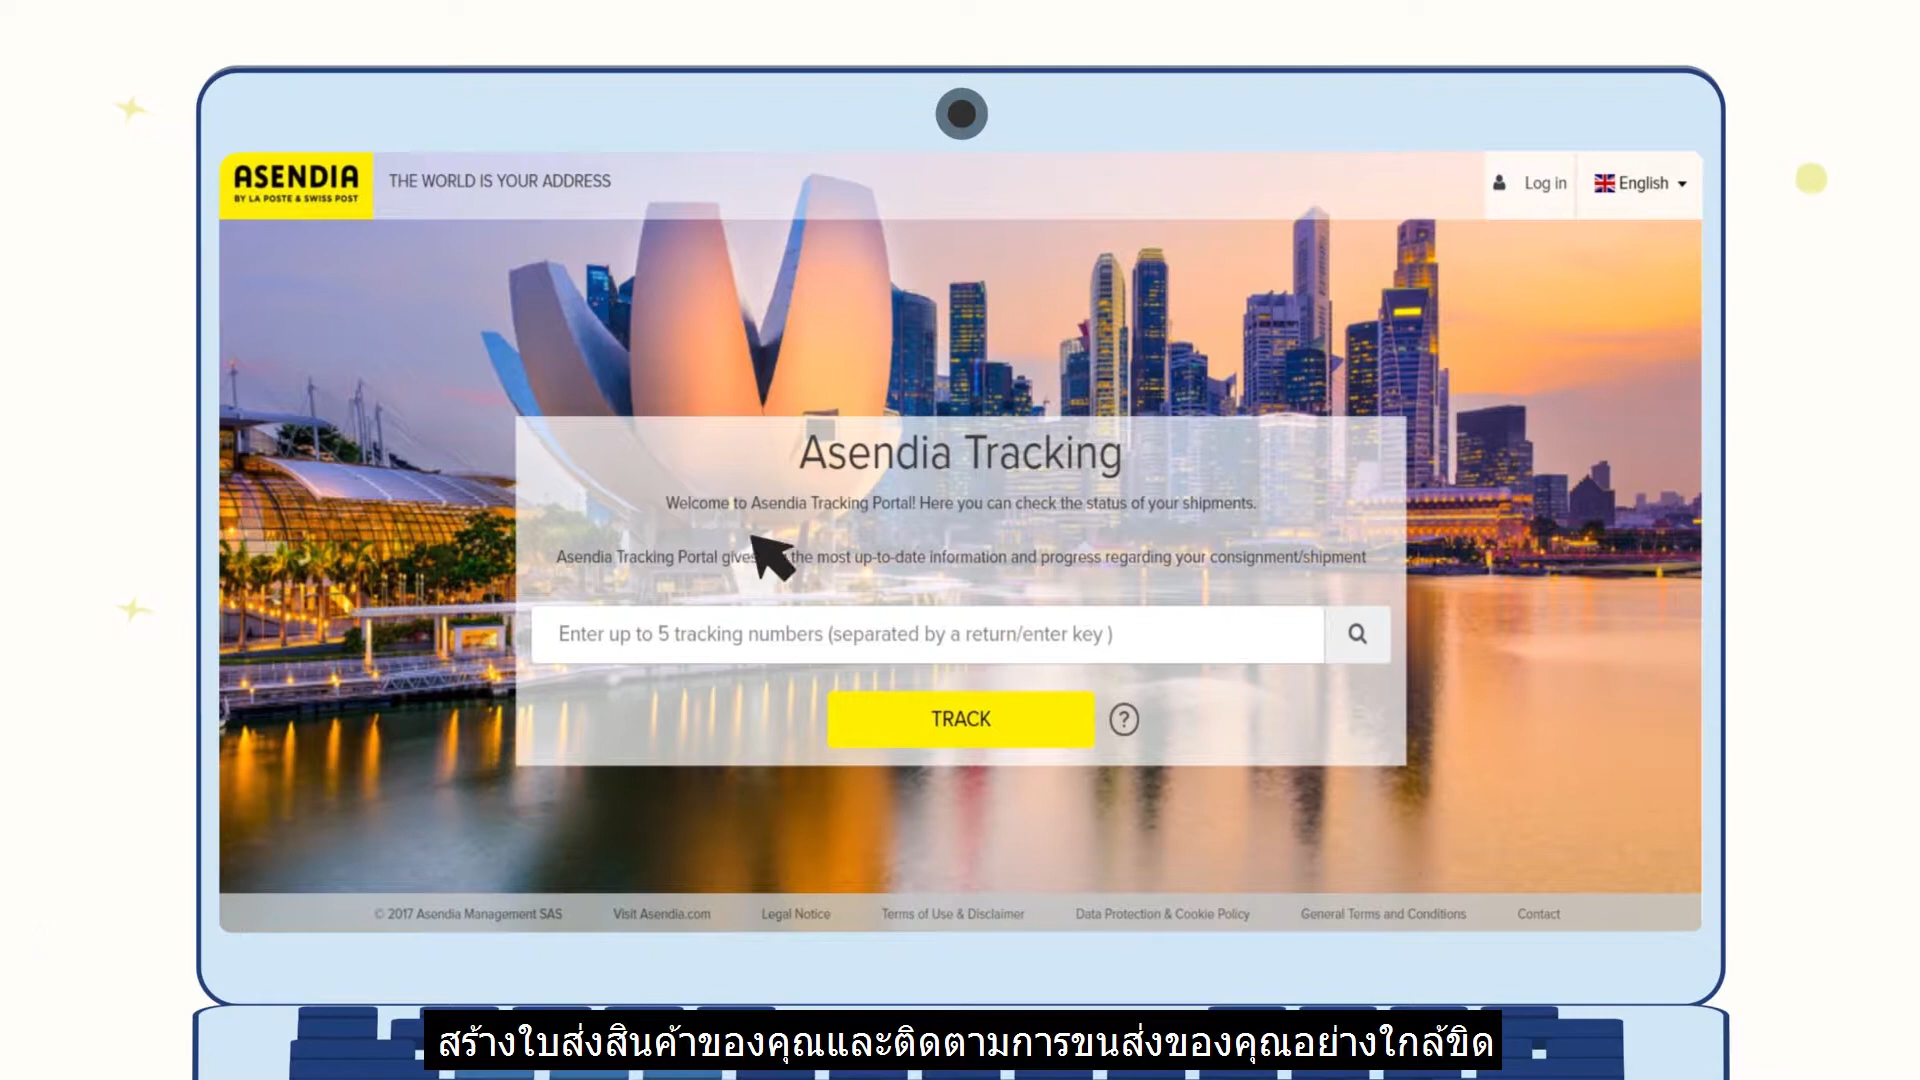 ASENDIA
BY LA POSTE & SWISS POST
THE WORLD IS YOUR ADDRESS
Log in
English
Asendia Tracking
Welcome to Asendia Tracking Portal! Here you can check the status of your shipments.
Asendia Tracking Portal gives the most up-to-date information and progress regarding your consignment/shipment
Enter up to 5 tracking numbers (separated by a return/enter key )
TRACK
?
© 2017 Asendia Management SAS Visit Asendia.com Legal Notice Terms of Use & Disclaimer Data Protection & Cookie Policy General Terms and Conditions Contact
สร้างใบส่งสินค้าของคุณและติดตามการขนส่งของคุณอย่างใกล้ขิด